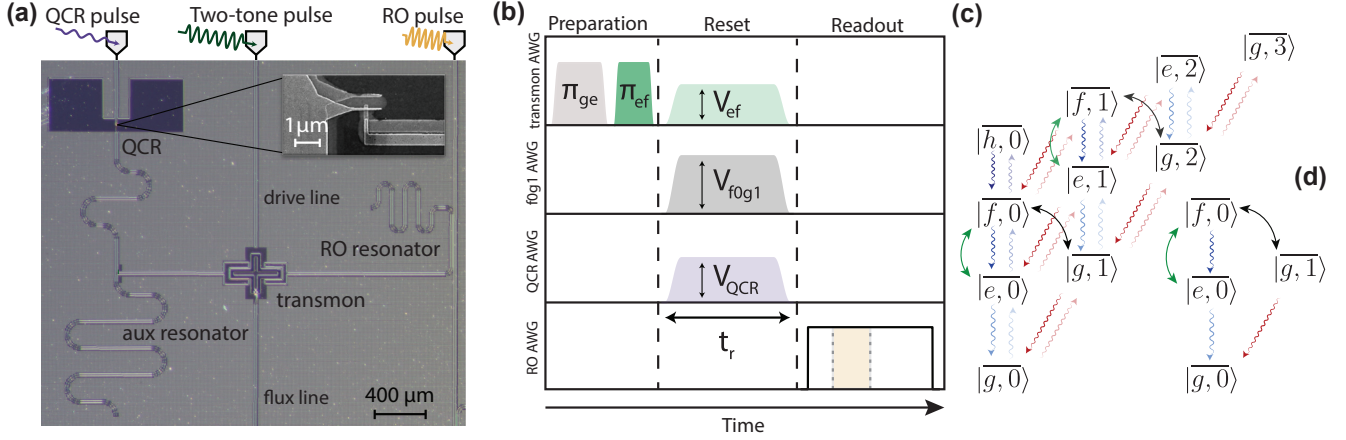 (a)
QCR pulse
Two-tone pulse
RO pulse
QCR
1 μm
drive line
RO resonator
transmon
aux resonator
flux line
400 μm
(b)
Preparation
Reset
Readout
transmon AWG
π_ge
π_ef
V_ef
f0g1 AWG
V_f0g1
QCR AWG
V_QCR
RO AWG
t_r
Time
(c)
|g, 3⟩
|e, 2⟩
|f, 1⟩
|h, 0⟩
|g, 2⟩
|e, 1⟩
|f, 0⟩
|g, 1⟩
|e, 0⟩
|g, 0⟩
(d)
|f, 0⟩
|g, 1⟩
|e, 0⟩
|g, 0⟩